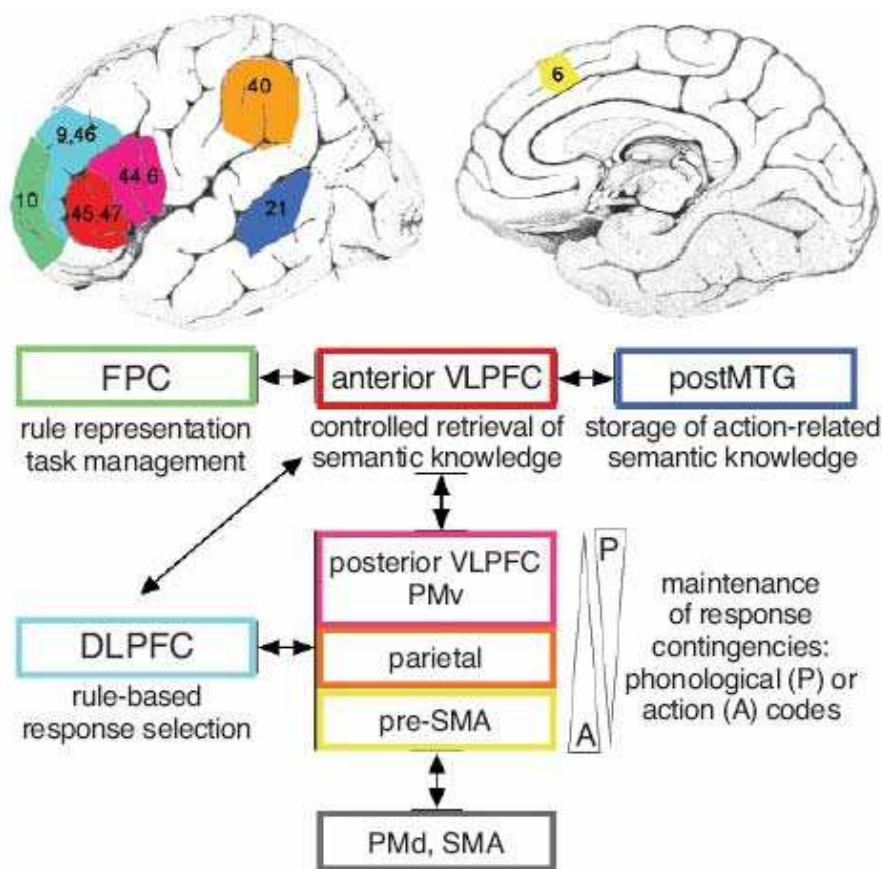 40
6
9,46
44,6
10
45,47
21
FPC
anterior VLPFC
postMTG
rule representation
task management
controlled retrieval of
semantic knowledge
storage of action-related
semantic knowledge
posterior VLPFC
PMv
P
A
maintenance
of response
contingencies:
phonological (P) or
action (A) codes
DLPFC
parietal
rule-based
response selection
pre-SMA
PMd, SMA